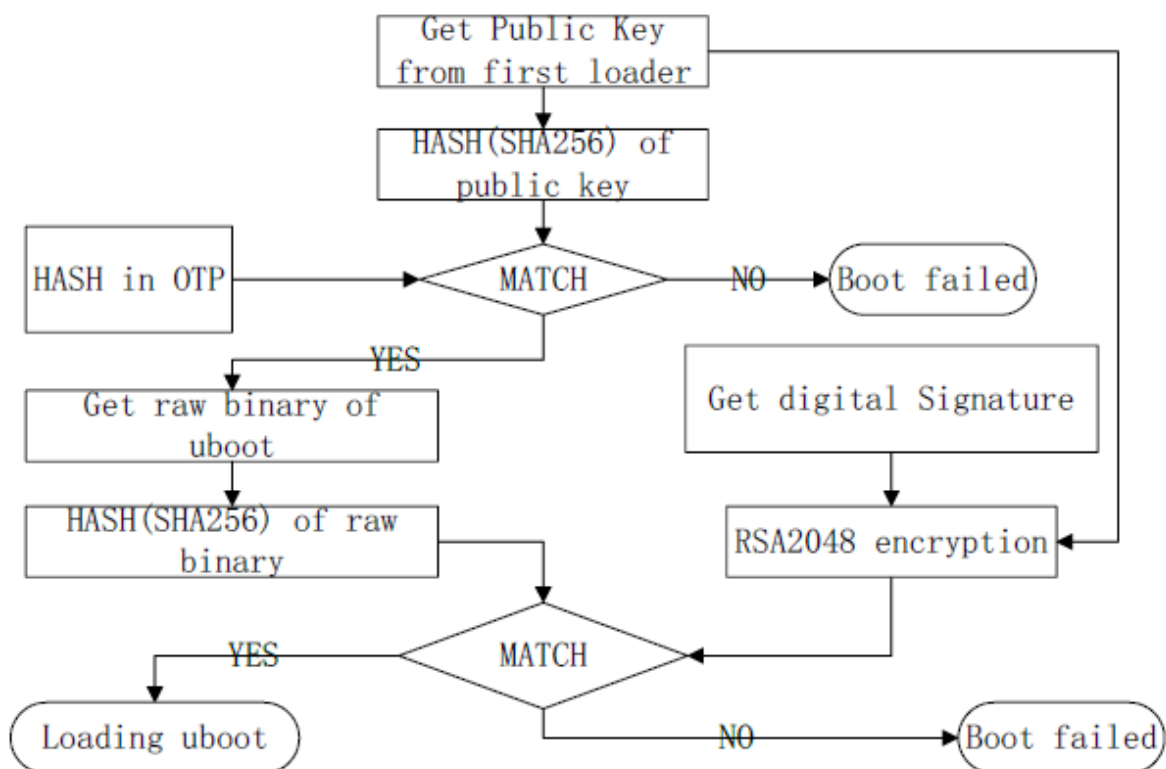 Get Public Key
from first loader
HASH(SHA256) of
public key
HASH in OTP
MATCH
NO
Boot failed
YES
Get raw binary of
uboot
Get digital Signature
HASH(SHA256) of raw
binary
RSA2048 encryption
YES
MATCH
Loading uboot
NO
Boot failed